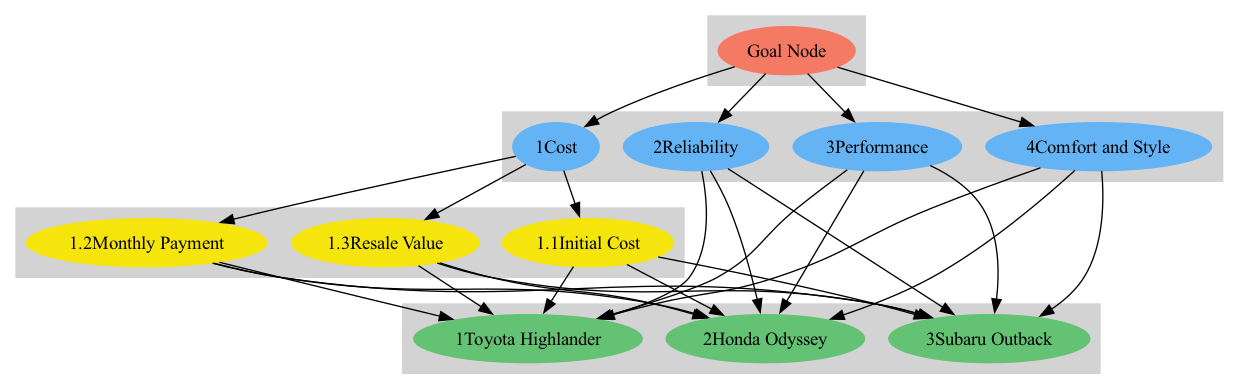 Goal Node
1Cost
2Reliability
3Performance
4Comfort and Style
1.2Monthly Payment
1.3Resale Value
1.1Initial Cost
1Toyota Highlander
2Honda Odyssey
3Subaru Outback